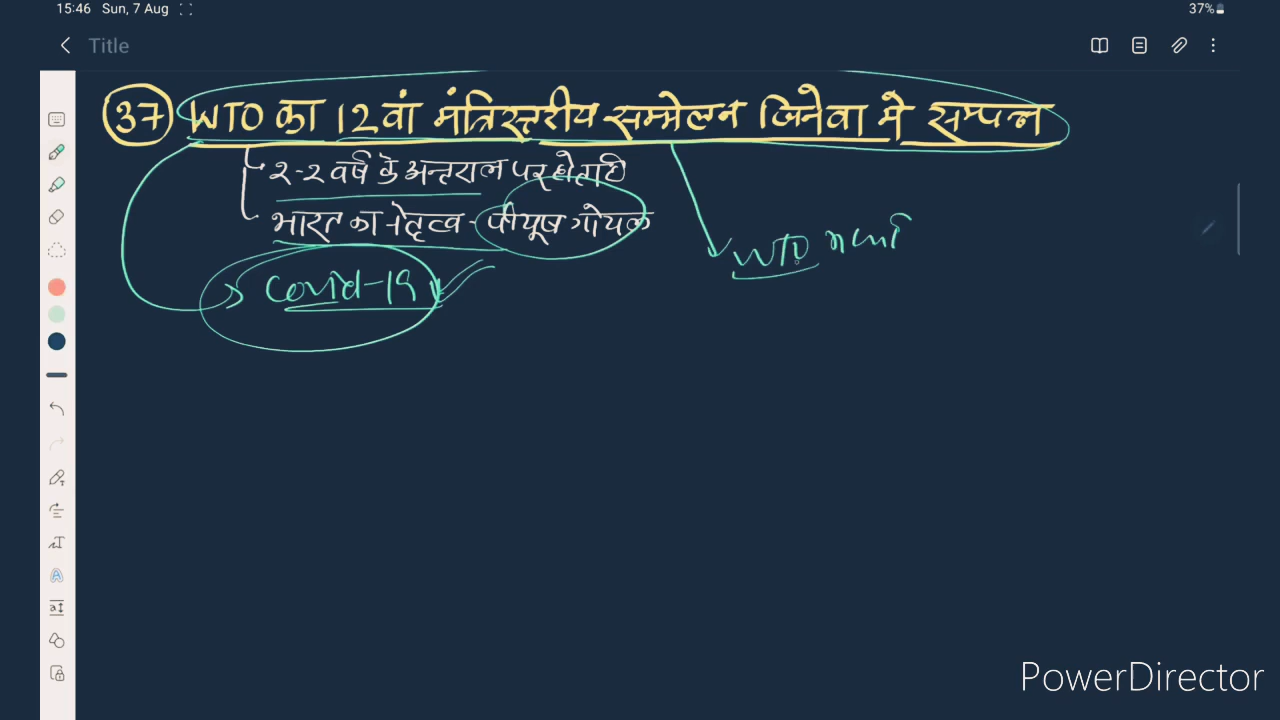 15:46 Sun, 7 Aug
37%
Title
37 WTO का 12वां मंत्रिस्तरीय सम्मेलन जिनेवा मे सम्पन्न
2-2 वर्ष के अन्तराल पर होता है
भारत का नेतृत्व - पीयूष गोयल
WTO
Covid-19
PowerDirector